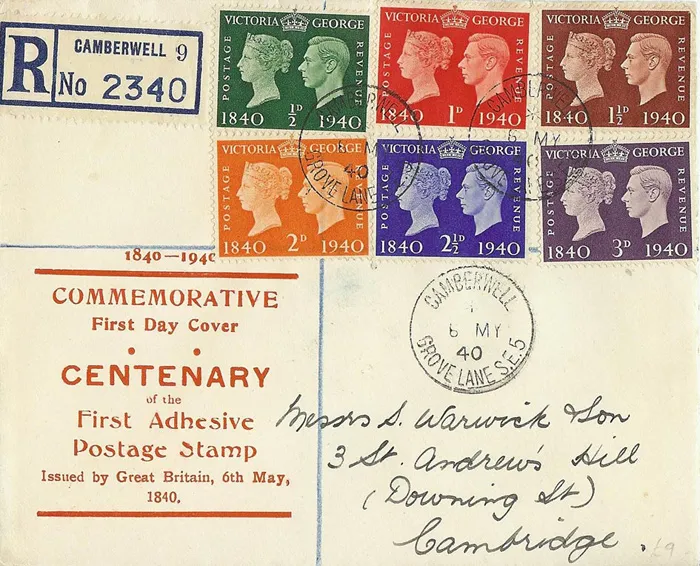 R
CAMBERWELL 9
No 2340
VICTORIA GEORGE
POSTAGE
REVENUE
1840 ½D 1940
VICTORIA GEORGE
POSTAGE
REVENUE
1840 1D 1940
VICTORIA GEORGE
POSTAGE
REVENUE
1840 1½D 1940
VICTORIA GEORGE
POSTAGE
REVENUE
1840 2D 1940
VICTORIA GEORGE
POSTAGE
REVENUE
1840 2½D 1940
VICTORIA GEORGE
POSTAGE
REVENUE
1840 3D 1940
CAMBERWELL
6 MY
40
GROVE LANE S.E.5
1840—1940
COMMEMORATIVE
First Day Cover
CENTENARY
of the
First Adhesive
Postage Stamp
Issued by Great Britain, 6th May,
1840.
Messrs S. Warwick & Son
3 St. Andrew's Hill
(Downing St)
Cambridge.
£9